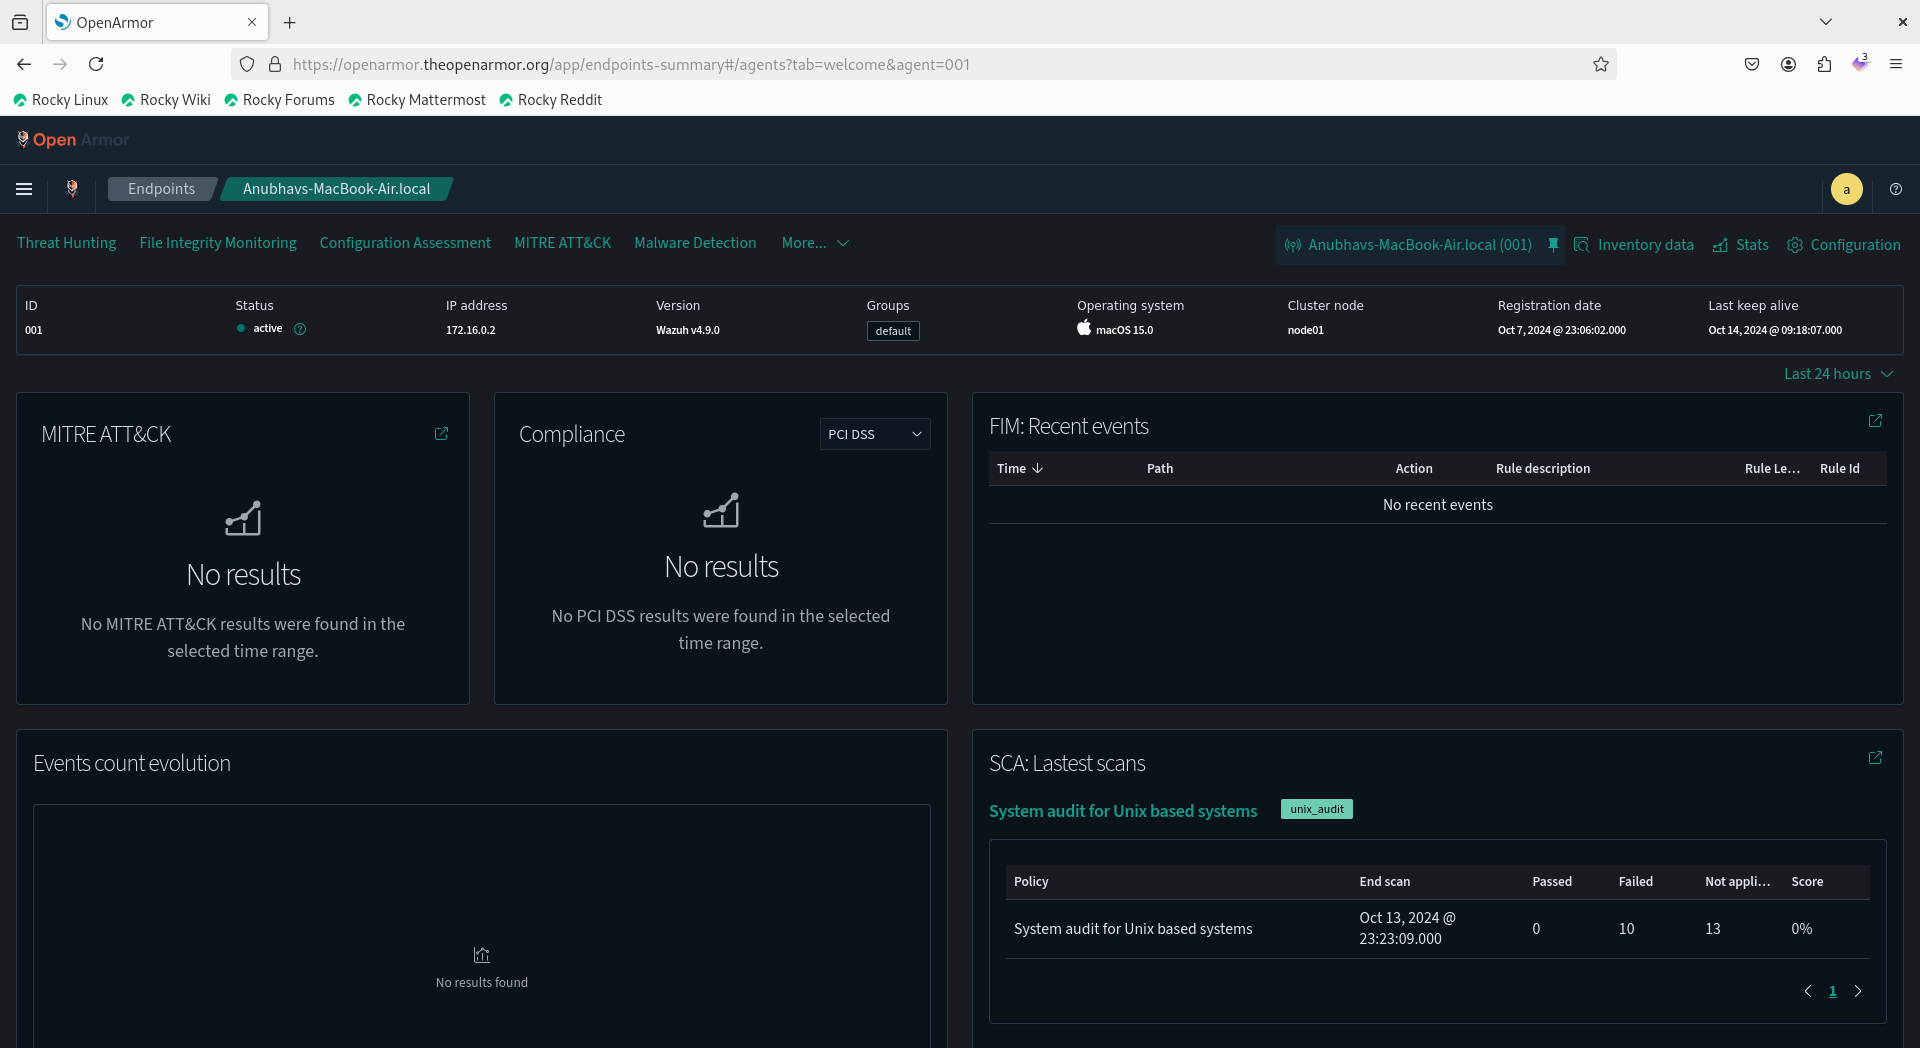 OpenArmor
https://openarmor.theopenarmor.org/app/endpoints-summary#/agents?tab=welcome&agent=001
3
Rocky Linux Rocky Wiki Rocky Forums Rocky Mattermost Rocky Reddit
Open Armor
Endpoints Anubhavs-MacBook-Air.local a
Threat Hunting File Integrity Monitoring Configuration Assessment MITRE ATT&CK Malware Detection More... Anubhavs-MacBook-Air.local (001) Inventory data Stats Configuration
ID Status IP address Version Groups Operating system Cluster node Registration date Last keep alive
001 active 172.16.0.2 Wazuh v4.9.0 default macOS 15.0 node01 Oct 7, 2024 @ 23:06:02.000 Oct 14, 2024 @ 09:18:07.000
Last 24 hours
MITRE ATT&CK
No results
No MITRE ATT&CK results were found in the
selected time range.
Compliance PCI DSS
No results
No PCI DSS results were found in the selected
time range.
FIM: Recent events
Time Path Action Rule description Rule Le... Rule Id
No recent events
Events count evolution
No results found
SCA: Lastest scans
System audit for Unix based systems unix_audit
Policy End scan Passed Failed Not appli... Score
System audit for Unix based systems Oct 13, 2024 @ 0 10 13 0%
23:23:09.000
1